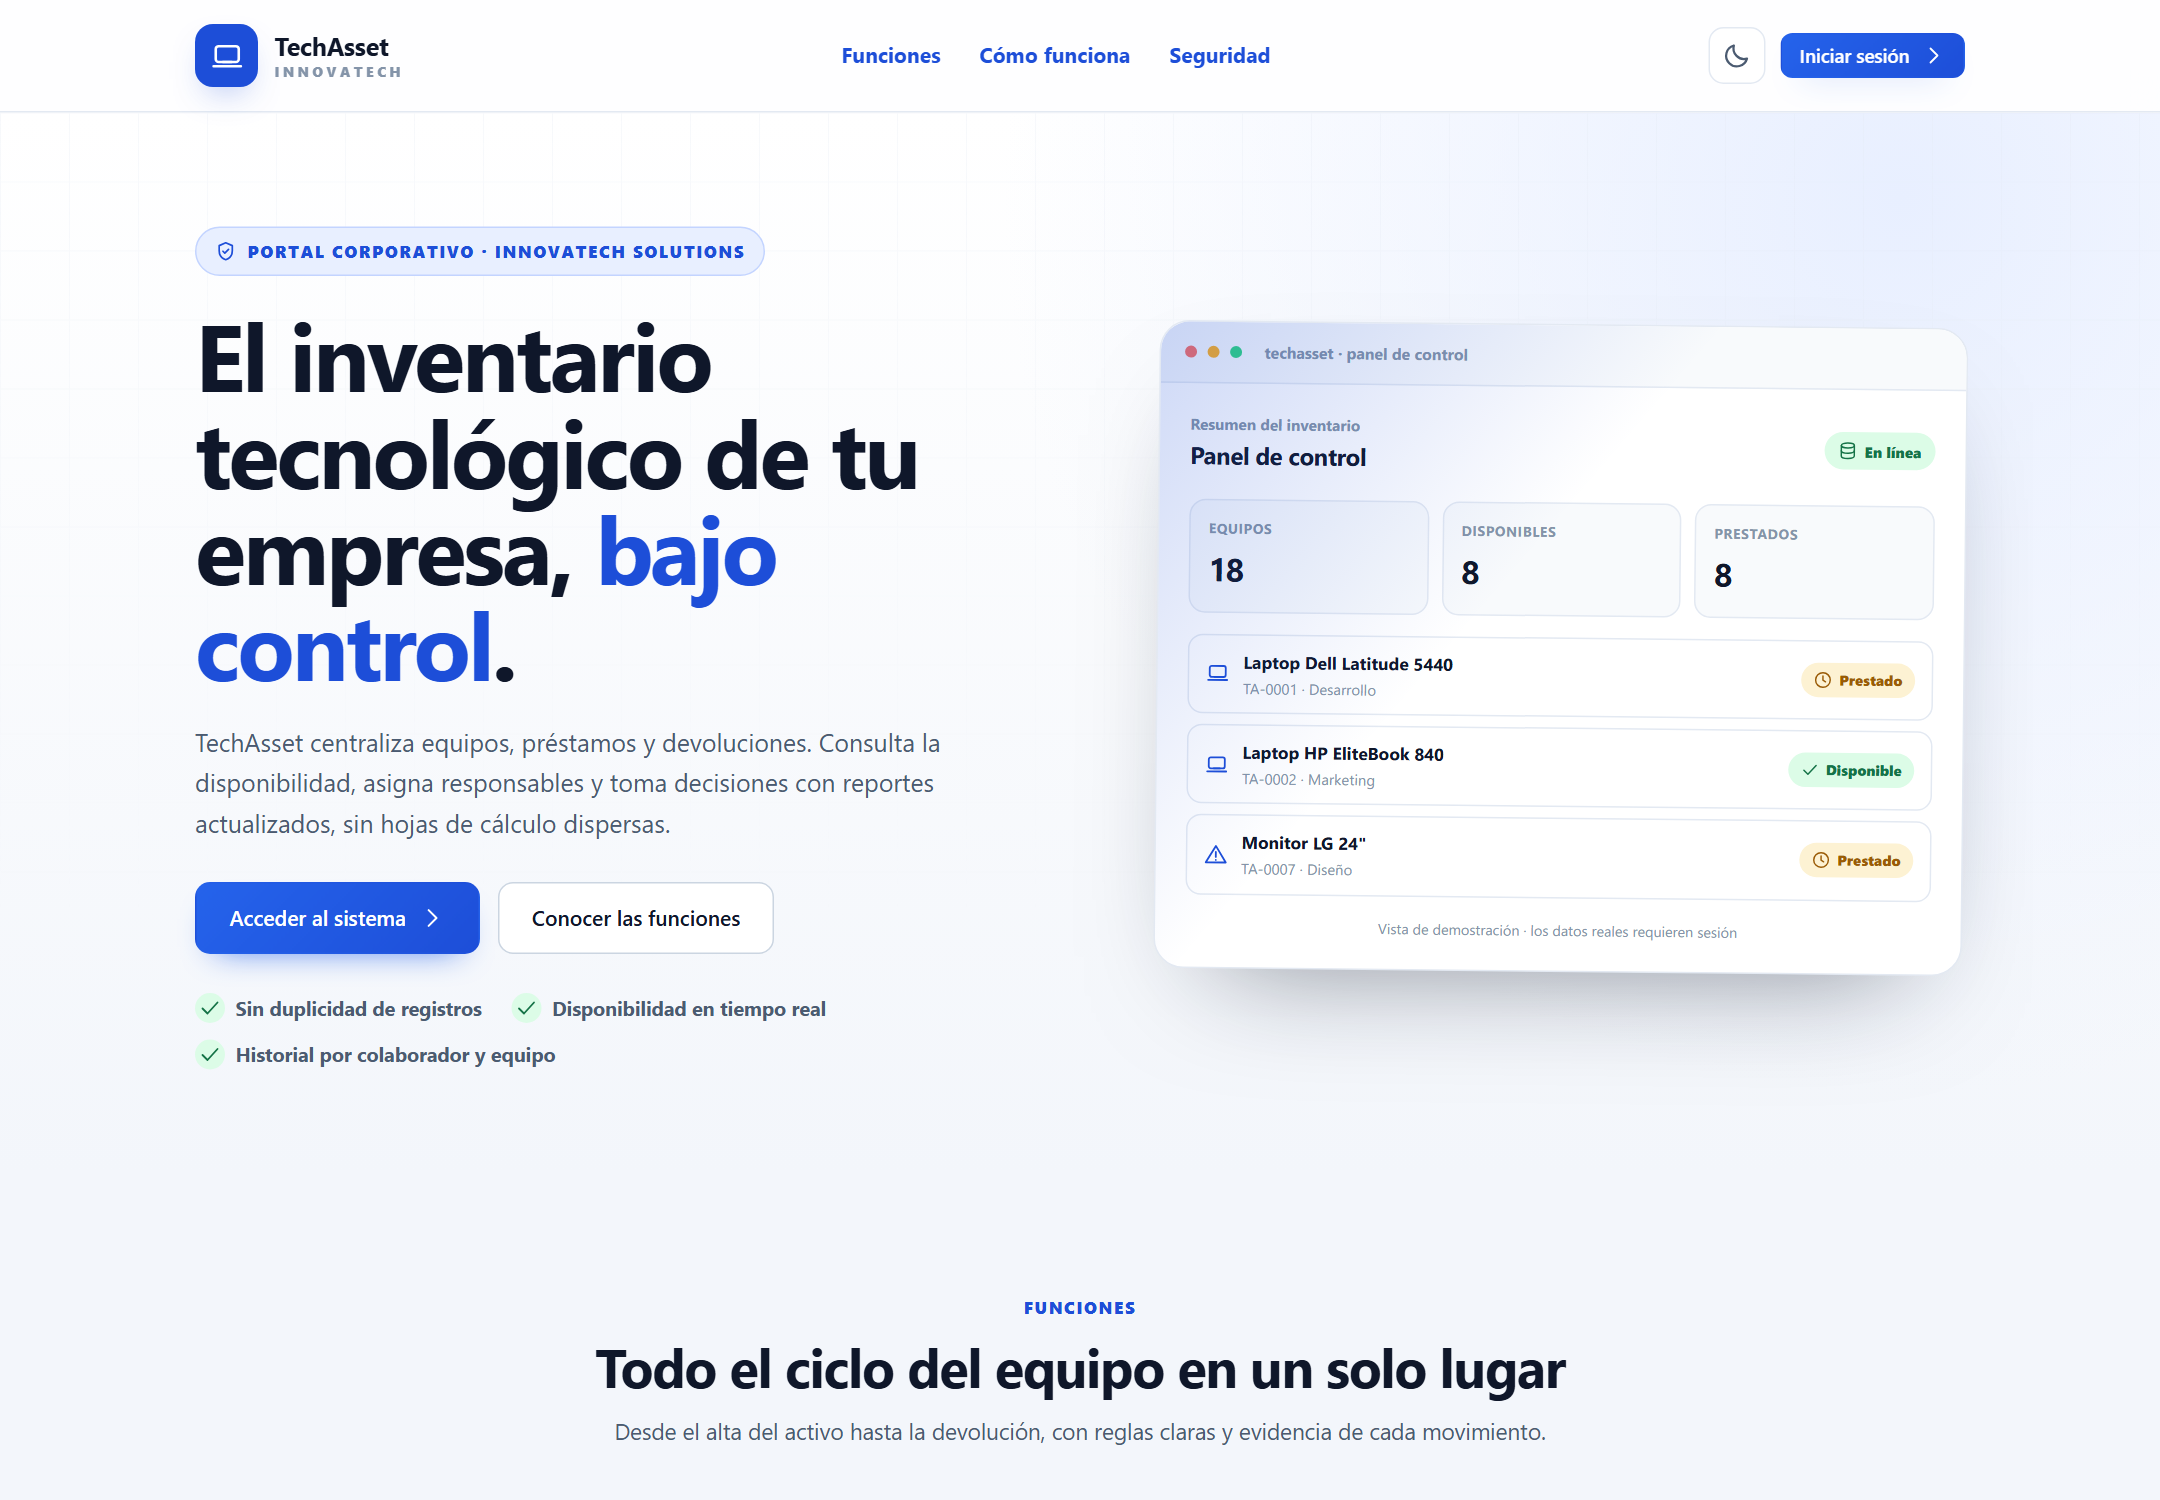 TechAsset
INNOVATECH
Funciones
Cómo funciona
Seguridad
Iniciar sesión
PORTAL CORPORATIVO · INNOVATECH SOLUTIONS
El inventario
tecnológico de tu
empresa, bajo
control.
TechAsset centraliza equipos, préstamos y devoluciones. Consulta la
disponibilidad, asigna responsables y toma decisiones con reportes
actualizados, sin hojas de cálculo dispersas.
Acceder al sistema
Conocer las funciones
Sin duplicidad de registros
Disponibilidad en tiempo real
Historial por colaborador y equipo
techasset · panel de control
Resumen del inventario
Panel de control
En línea
EQUIPOS
18
DISPONIBLES
8
PRESTADOS
8
Laptop Dell Latitude 5440
TA-0001 · Desarrollo
Prestado
Laptop HP EliteBook 840
TA-0002 · Marketing
Disponible
Monitor LG 24"
TA-0007 · Diseño
Prestado
Vista de demostración · los datos reales requieren sesión
FUNCIONES
Todo el ciclo del equipo en un solo lugar
Desde el alta del activo hasta la devolución, con reglas claras y evidencia de cada movimiento.